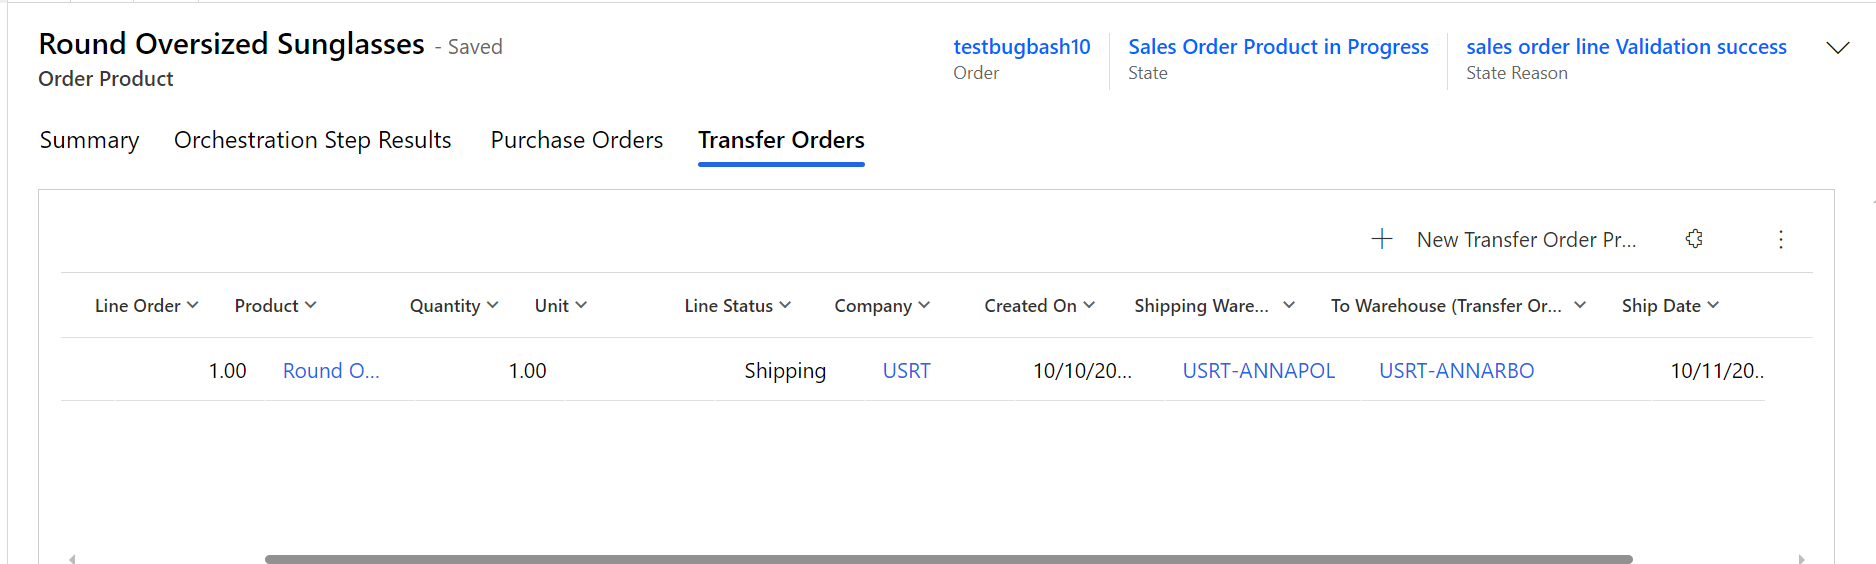 Round Oversized Sunglasses - Saved
Order Product
testbugbash10
Order
Sales Order Product in Progress
State
sales order line Validation success
State Reason
Summary Orchestration Step Results Purchase Orders Transfer Orders
New Transfer Order Pr...
Line Order Product Quantity Unit Line Status Company Created On Shipping Ware... To Warehouse (Transfer Or... Ship Date
1.00 Round O... 1.00 Shipping USRT 10/10/20... USRT-ANNAPOL USRT-ANNARBO 10/11/20..